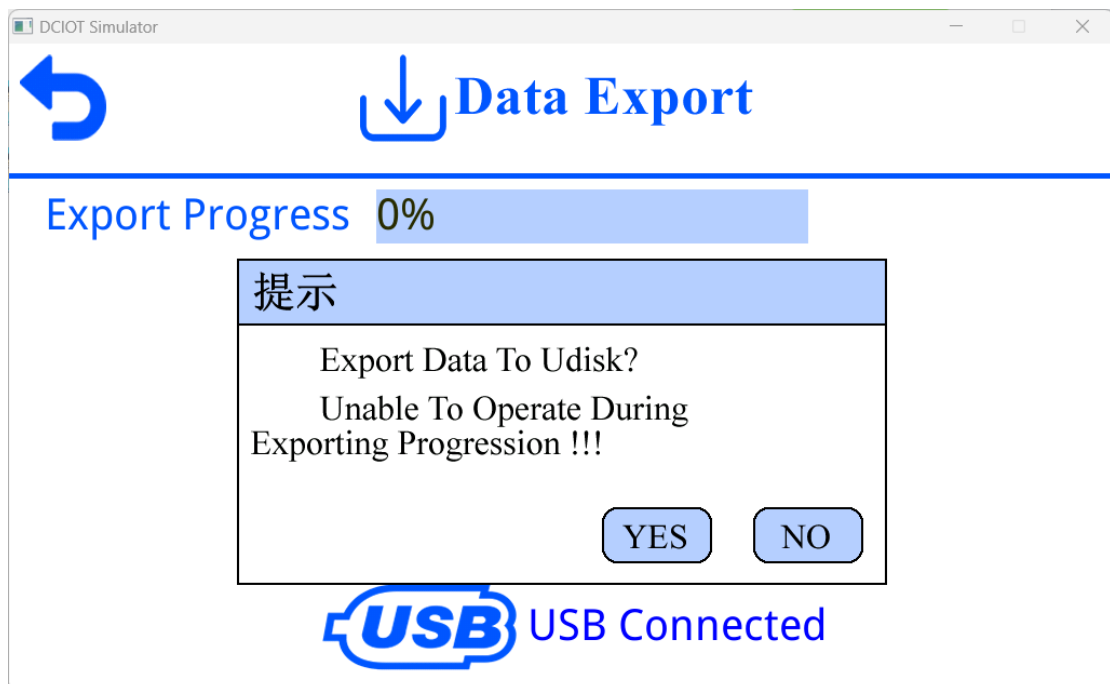 DCIOT Simulator
Data Export
Export Progress 0%
提示
Export Data To Udisk?
Unable To Operate During
Exporting Progression !!!
YES NO
USB USB Connected